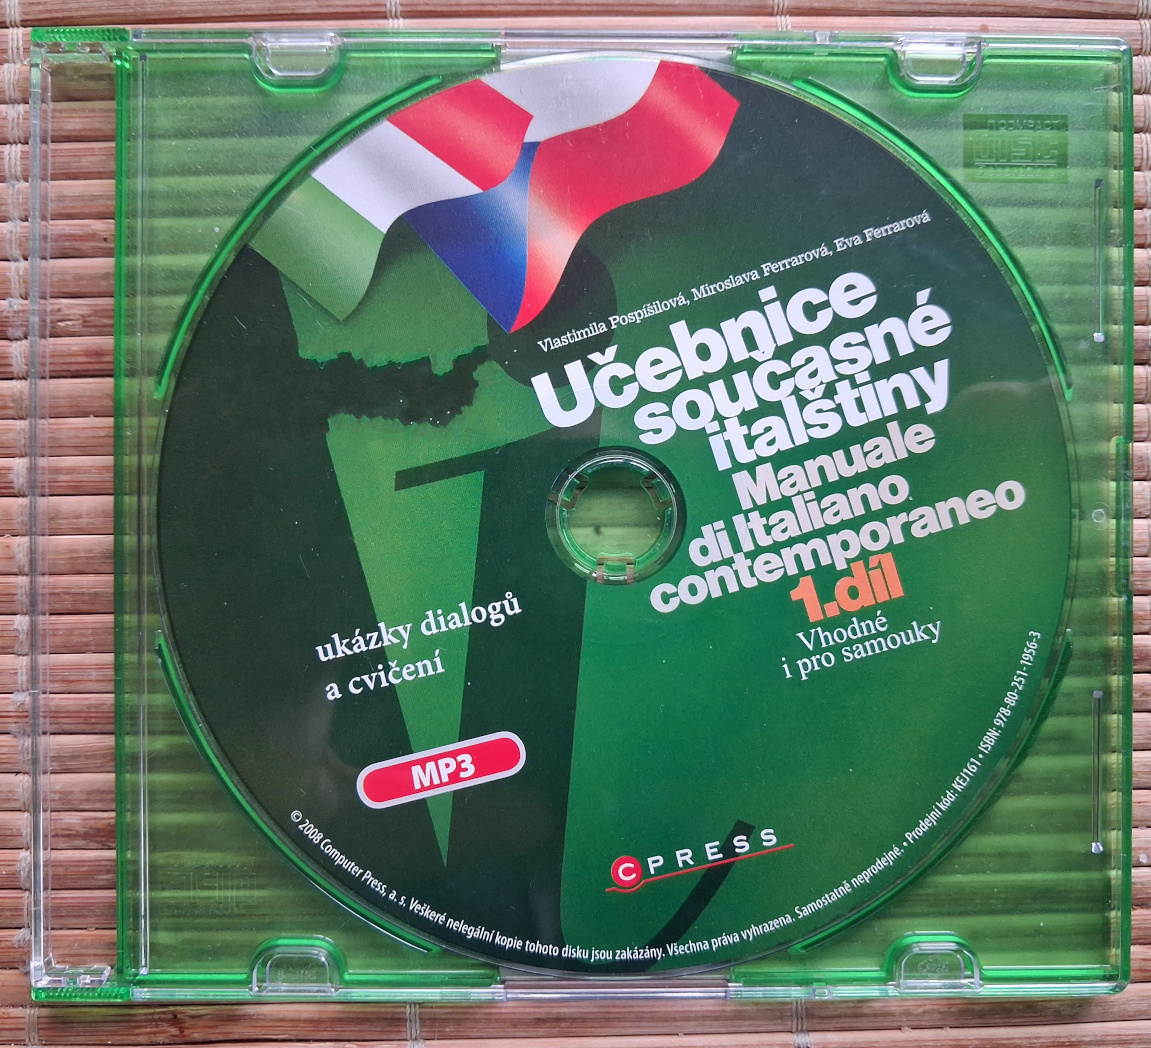 Vlastimila Pospíšilová, Miroslava Ferrarová, Eva Ferrarová
Učebnice
současné
italštiny
Manuale
di Italiano
contemporaneo
1.díl
Vhodné
i pro samouky
ukázky dialogů
a cvičení
MP3
CPRESS
© 2008 Computer Press, a. s. Veškeré nelegální kopie tohoto disku jsou zakázány. Všechna práva vyhrazena. Samostatně neprodejné. • Prodejní kód: KEJ161 • ISBN: 978-80-251-1956-3